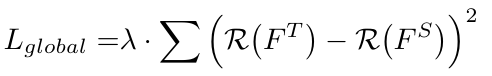 L_{global} = λ · ∑ ( ℛ(F^T) − ℛ(F^S) )^2